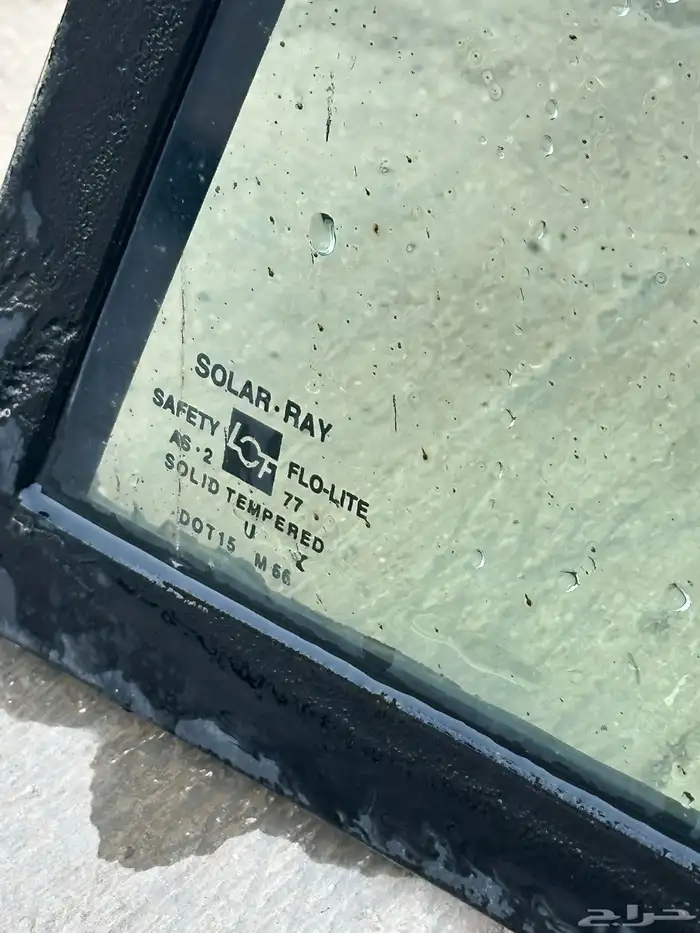 SOLAR·RAY
SAFETY LOF FLO-LITE
AS·2 77
SOLID TEMPERED
U X
DOT15 M66
حراج